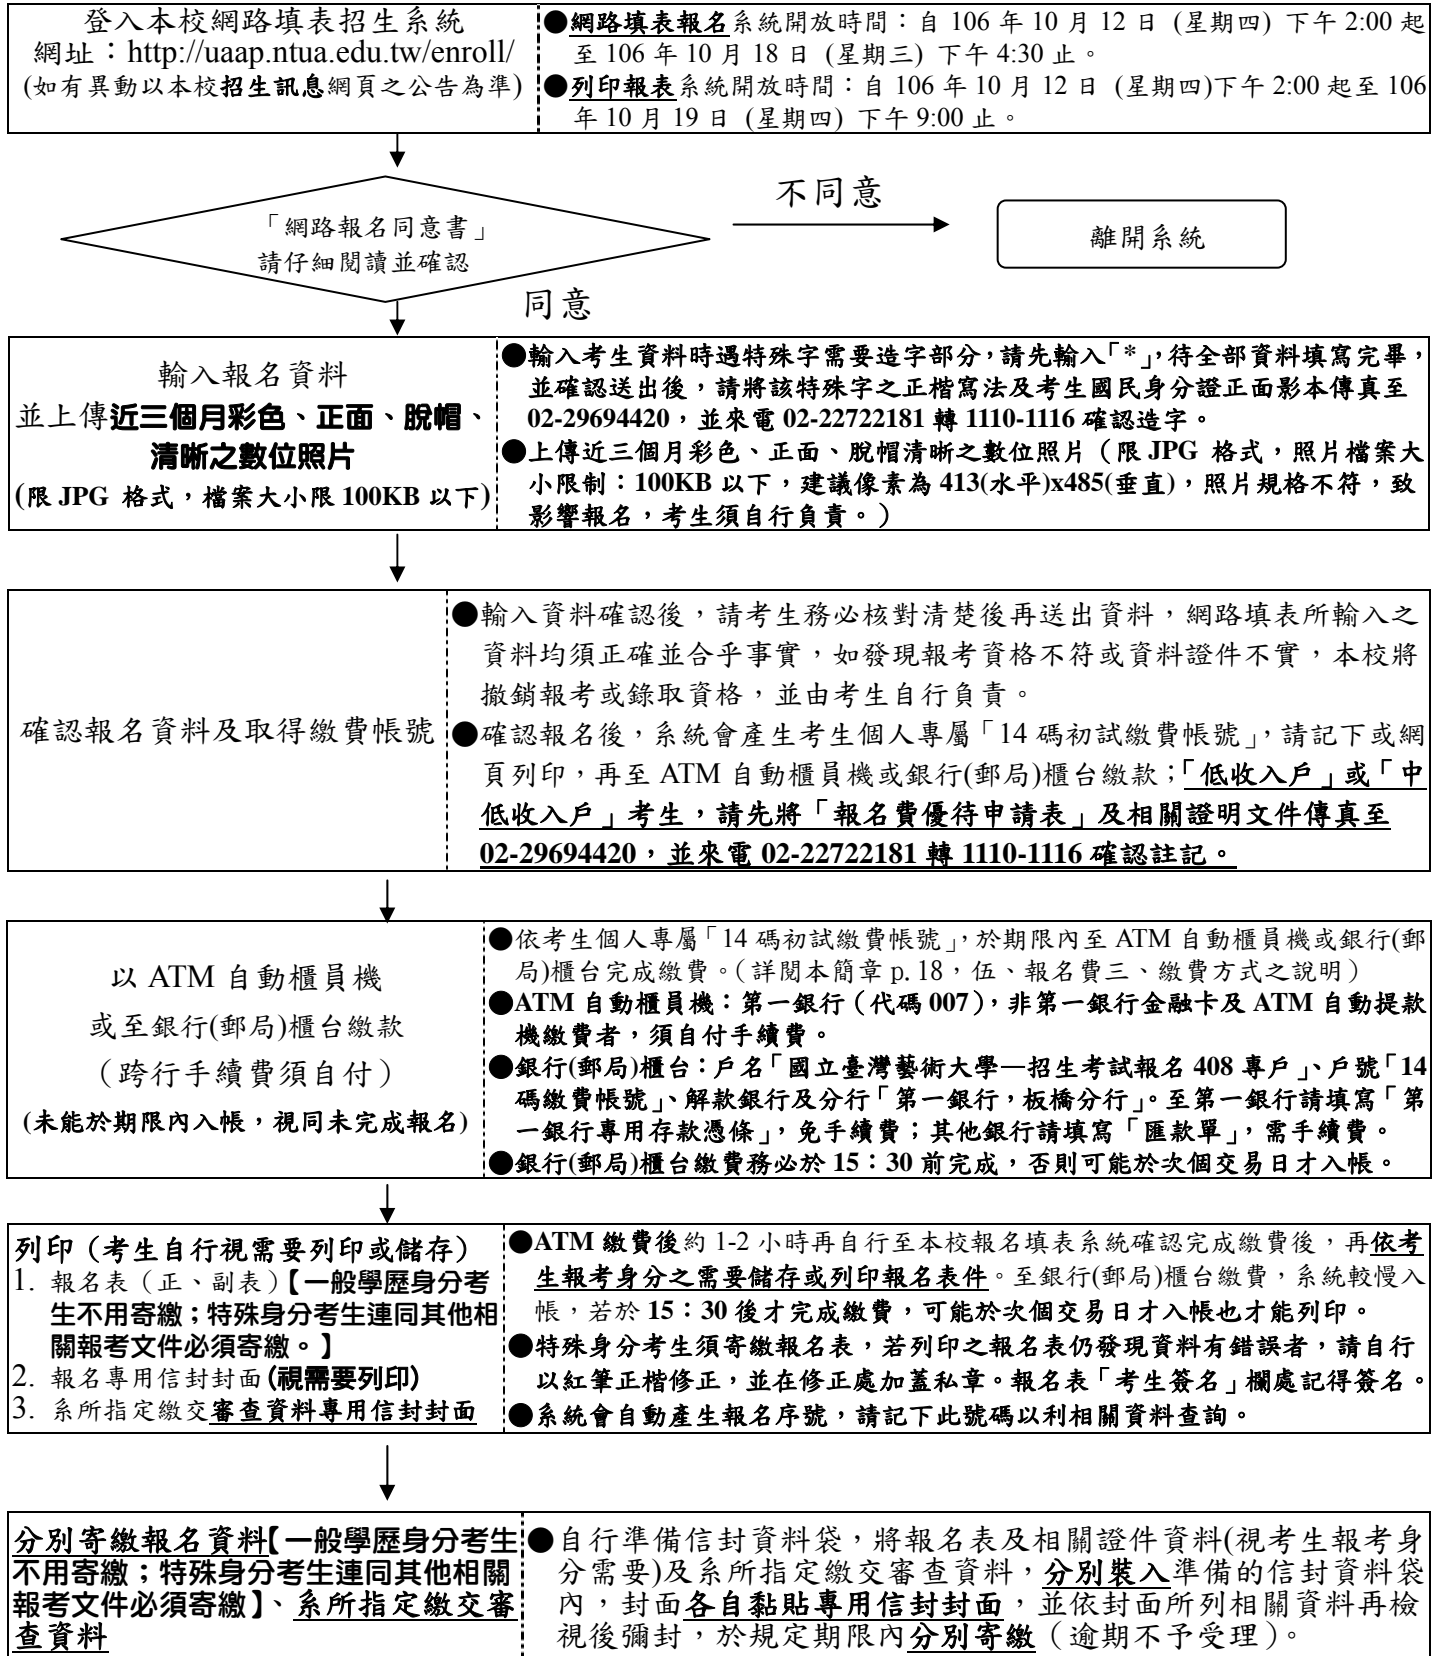 登入本校網路填表招生系統
網址：http://uaap.ntua.edu.tw/enroll/
(如有異動以本校招生訊息網頁之公告為準)
●網路填表報名系統開放時間：自 106 年 10 月 12 日 (星期四) 下午 2:00 起
至 106 年 10 月 18 日 (星期三) 下午 4:30 止。
●列印報表系統開放時間：自 106 年 10 月 12 日 (星期四)下午 2:00 起至 106
年 10 月 19 日 (星期四) 下午 9:00 止。
「網路報名同意書」
請仔細閱讀並確認
不同意
離開系統
同意
輸入報名資料
並上傳近三個月彩色、正面、脫帽、
清晰之數位照片
(限 JPG 格式，檔案大小限 100KB 以下)
●輸入考生資料時遇特殊字需要造字部分，請先輸入「*」，待全部資料填寫完畢，
並確認送出後，請將該特殊字之正楷寫法及考生國民身分證正面影本傳真至
02-29694420，並來電 02-22722181 轉 1110-1116 確認造字。
●上傳近三個月彩色、正面、脫帽清晰之數位照片（限 JPG 格式，照片檔案大
小限制：100KB 以下，建議像素為 413(水平)x485(垂直)，照片規格不符，致
影響報名，考生須自行負責。）
確認報名資料及取得繳費帳號
●輸入資料確認後，請考生務必核對清楚後再送出資料，網路填表所輸入之
資料均須正確並合乎事實，如發現報考資格不符或資料證件不實，本校將
撤銷報考或錄取資格，並由考生自行負責。
●確認報名後，系統會產生考生個人專屬「14 碼初試繳費帳號」，請記下或網
頁列印，再至 ATM 自動櫃員機或銀行(郵局)櫃台繳款；「低收入戶」或「中
低收入戶」考生，請先將「報名費優待申請表」及相關證明文件傳真至
02-29694420，並來電 02-22722181 轉 1110-1116 確認註記。
以 ATM 自動櫃員機
或至銀行(郵局)櫃台繳款
（跨行手續費須自付）
(未能於期限內入帳，視同未完成報名)
●依考生個人專屬「14 碼初試繳費帳號」，於期限內至 ATM 自動櫃員機或銀行(郵
局)櫃台完成繳費。（詳閱本簡章 p.18，伍、報名費三、繳費方式之說明）
●ATM 自動櫃員機：第一銀行（代碼 007），非第一銀行金融卡及 ATM 自動提款
機繳費者，須自付手續費。
●銀行(郵局)櫃台：戶名「國立臺灣藝術大學—招生考試報名 408 專戶」、戶號「14
碼繳費帳號」、解款銀行及分行「第一銀行，板橋分行」。至第一銀行請填寫「第
一銀行專用存款憑條」，免手續費；其他銀行請填寫「匯款單」，需手續費。
●銀行(郵局)櫃台繳費務必於 15：30 前完成，否則可能於次個交易日才入帳。
列印（考生自行視需要列印或儲存）
1. 報名表（正、副表）【一般學歷身分考
生不用寄繳；特殊身分考生連同其他相
關報考文件必須寄繳。】
2. 報名專用信封封面(視需要列印)
3. 系所指定繳交審查資料專用信封封面
●ATM 繳費後約 1-2 小時再自行至本校報名填表系統確認完成繳費後，再依考
生報考身分之需要儲存或列印報名表件。至銀行(郵局)櫃台繳費，系統較慢入
帳，若於 15：30 後才完成繳費，可能於次個交易日才入帳也才能列印。
●特殊身分考生須寄繳報名表，若列印之報名表仍發現資料有錯誤者，請自行
以紅筆正楷修正，並在修正處加蓋私章。報名表「考生簽名」欄處記得簽名。
●系統會自動產生報名序號，請記下此號碼以利相關資料查詢。
分別寄繳報名資料【一般學歷身分考生
不用寄繳；特殊身分考生連同其他相關
報考文件必須寄繳】、系所指定繳交審
查資料
●自行準備信封資料袋，將報名表及相關證件資料(視考生報考身
分需要)及系所指定繳交審查資料，分別裝入準備的信封資料袋
內，封面各自黏貼專用信封封面，並依封面所列相關資料再檢
視後彌封，於規定期限內分別寄繳（逾期不予受理）。